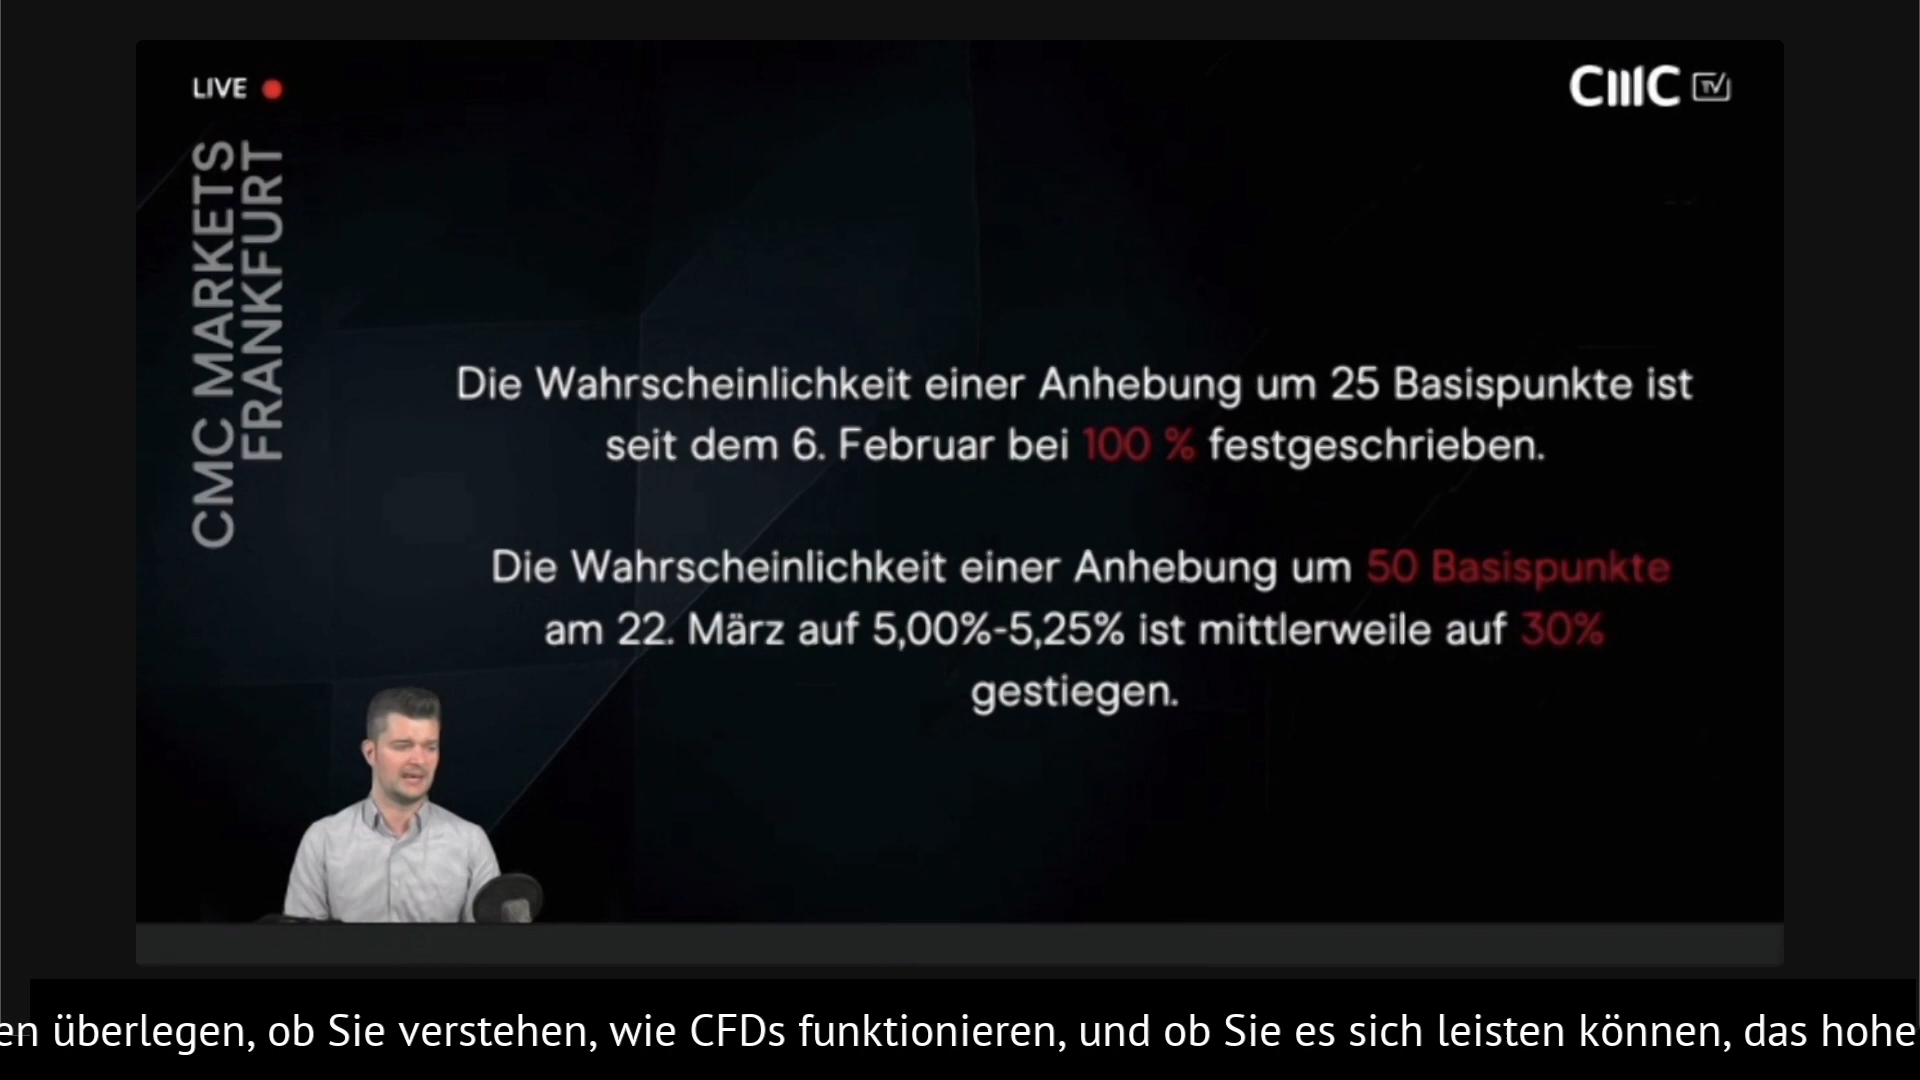 LIVE
CMC TV
CMC MARKETS
FRANKFURT
Die Wahrscheinlichkeit einer Anhebung um 25 Basispunkte ist
seit dem 6. Februar bei 100 % festgeschrieben.
Die Wahrscheinlichkeit einer Anhebung um 50 Basispunkte
am 22. März auf 5,00%-5,25% ist mittlerweile auf 30%
gestiegen.
en überlegen, ob Sie verstehen, wie CFDs funktionieren, und ob Sie es sich leisten können, das hohe